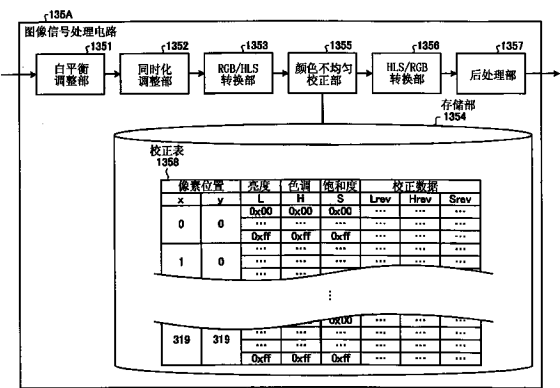 135A
图像信号处理电路
1351 1352 1353 1355 1356 1357
白平衡 调整部
同时化 调整部
RGB/HLS 转换部
颜色不均匀 校正部
HLS/RGB 转换部
后处理部
存储部
1354
校正表
1358
像素位置 亮度 色调 饱和度 校正数据
x y L H S Lrev Hrev Srev
0x00 0x00 0x00 ... ... ...
0 0 ... ... ... ... ... ...
0xff 0xff 0xff ... ... ...
... ... ... ... ... ...
1 0 ... ... ... ... ... ...
... ... ... ... ... ...
⋮
0x00 ... ... ...
319 319 ... ... ... ... ... ...
0xff 0xff 0xff ... ... ...